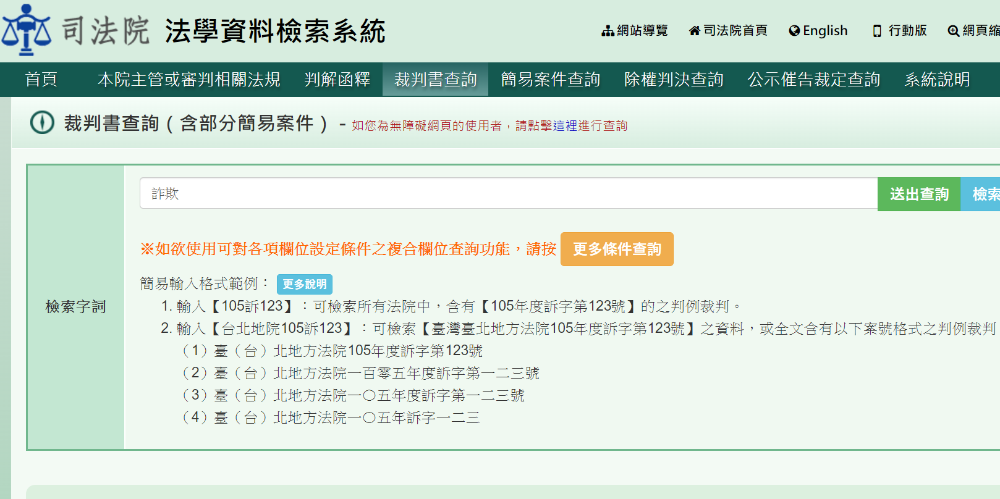 司法院 法學資料檢索系統
網站導覽 司法院首頁 English 行動版 網頁縮
首頁 本院主管或審判相關法規 判解函釋 裁判書查詢 簡易案件查詢 除權判決查詢 公示催告裁定查詢 系統說明
裁判書查詢（含部分簡易案件） - 如您為無障礙網頁的使用者，請點擊這裡進行查詢
詐欺 送出查詢 檢索
※如欲使用可對各項欄位設定條件之複合欄位查詢功能，請按 更多條件查詢
簡易輸入格式範例： 更多說明
檢索字詞
1. 輸入【105訴123】：可檢索所有法院中，含有【105年度訴字第123號】的之判例裁判。
2. 輸入【台北地院105訴123】：可檢索【臺灣臺北地方法院105年度訴字第123號】之資料，或全文含有以下案號格式之判例裁判
（1）臺（台）北地方法院105年度訴字第123號
（2）臺（台）北地方法院一百零五年度訴字第一二三號
（3）臺（台）北地方法院一○五年度訴字第一二三號
（4）臺（台）北地方法院一○五年訴字一二三